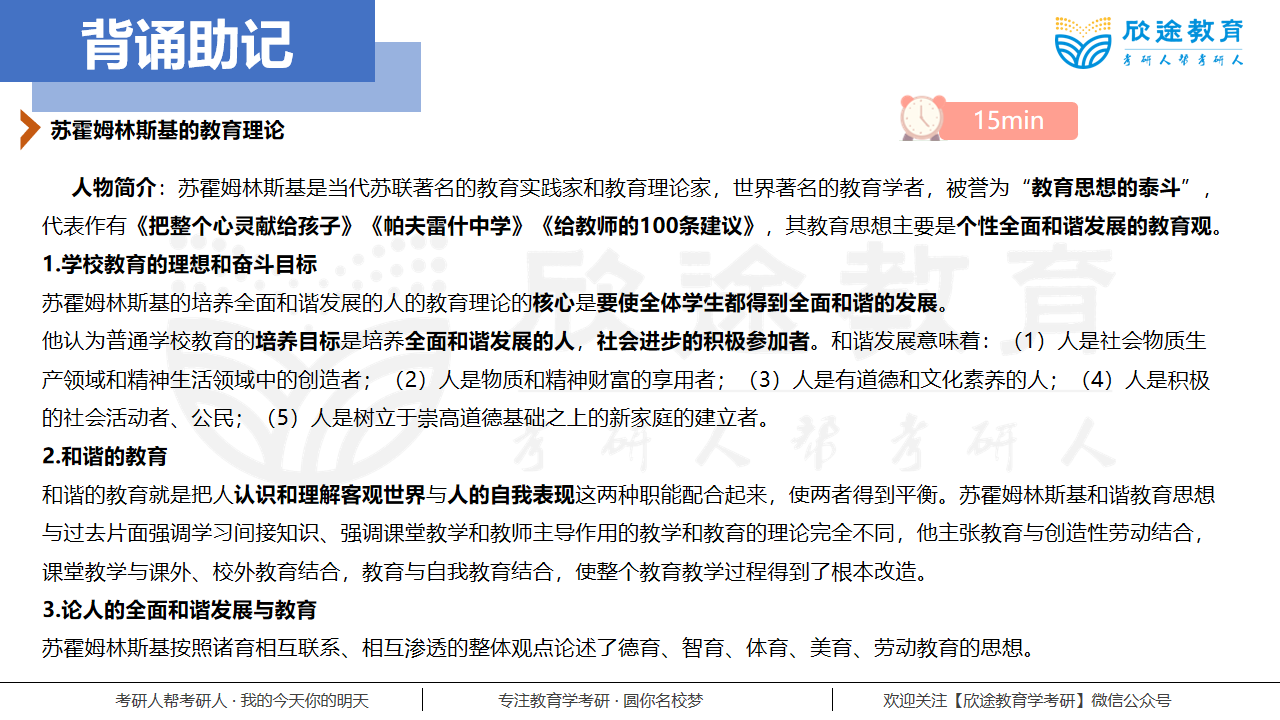 背诵助记
欣途教育
考研人帮考研人
苏霍姆林斯基的教育理论
15min
人物简介：苏霍姆林斯基是当代苏联著名的教育实践家和教育理论家，世界著名的教育学者，被誉为“教育思想的泰斗”，
代表作有《把整个心灵献给孩子》《帕夫雷什中学》《给教师的100条建议》，其教育思想主要是个性全面和谐发展的教育观。
1.学校教育的理想和奋斗目标
苏霍姆林斯基的培养全面和谐发展的人的教育理论的核心是要使全体学生都得到全面和谐的发展。
他认为普通学校教育的培养目标是培养全面和谐发展的人，社会进步的积极参加者。和谐发展意味着：（1）人是社会物质生
产领域和精神生活领域中的创造者；（2）人是物质和精神财富的享用者；（3）人是有道德和文化素养的人；（4）人是积极
的社会活动者、公民；（5）人是树立于崇高道德基础之上的新家庭的建立者。
2.和谐的教育
和谐的教育就是把人认识和理解客观世界与人的自我表现这两种职能配合起来，使两者得到平衡。苏霍姆林斯基和谐教育思想
与过去片面强调学习间接知识、强调课堂教学和教师主导作用的教学和教育的理论完全不同，他主张教育与创造性劳动结合，
课堂教学与课外、校外教育结合，教育与自我教育结合，使整个教育教学过程得到了根本改造。
3.论人的全面和谐发展与教育
苏霍姆林斯基按照诸育相互联系、相互渗透的整体观点论述了德育、智育、体育、美育、劳动教育的思想。
欣途教育
考研人帮考研人
考研人帮考研人 · 我的今天你的明天
专注教育学考研 · 圆你名校梦
欢迎关注【欣途教育学考研】微信公众号